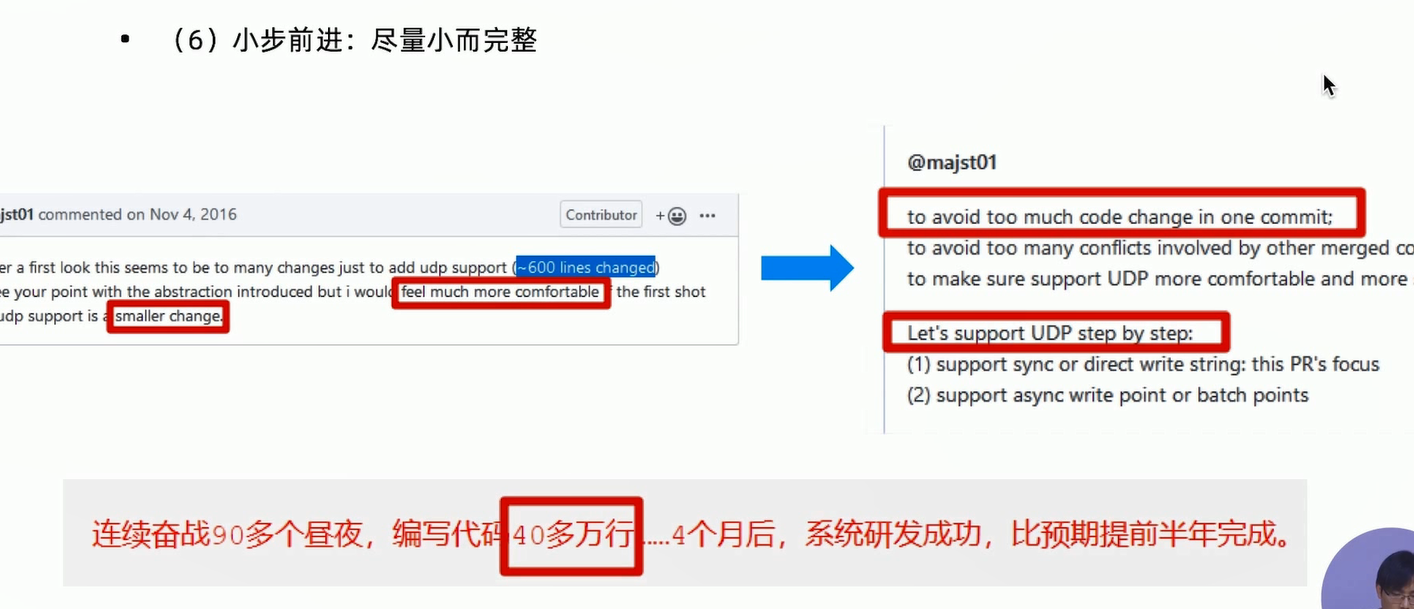 • （6）小步前进：尽量小而完整
jst01 commented on Nov 4, 2016 Contributor
er a first look this seems to be to many changes just to add udp support (~600 lines changed)
ee your point with the abstraction introduced but i would feel much more comfortable if the first shot
udp support is a smaller change.
@majst01
to avoid too much code change in one commit;
to avoid too many conflicts involved by other merged co
to make sure support UDP more comfortable and more
Let's support UDP step by step:
(1) support sync or direct write string: this PR's focus
(2) support async write point or batch points
连续奋战90多个昼夜，编写代码40多万行.....4个月后，系统研发成功，比预期提前半年完成。